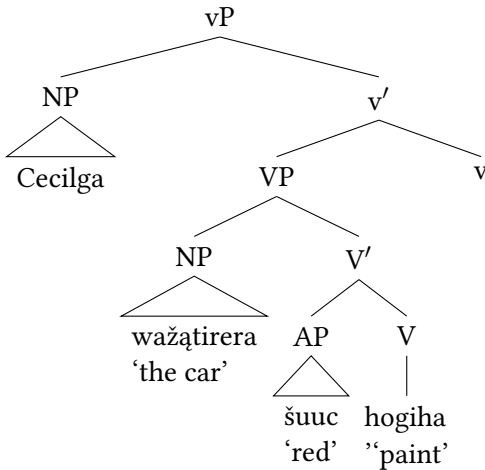 vP
NP v′
Cecilga VP v
NP V′
wažątirera AP V
‘the car’
šuuc hogiha
‘red’ ’‘paint’